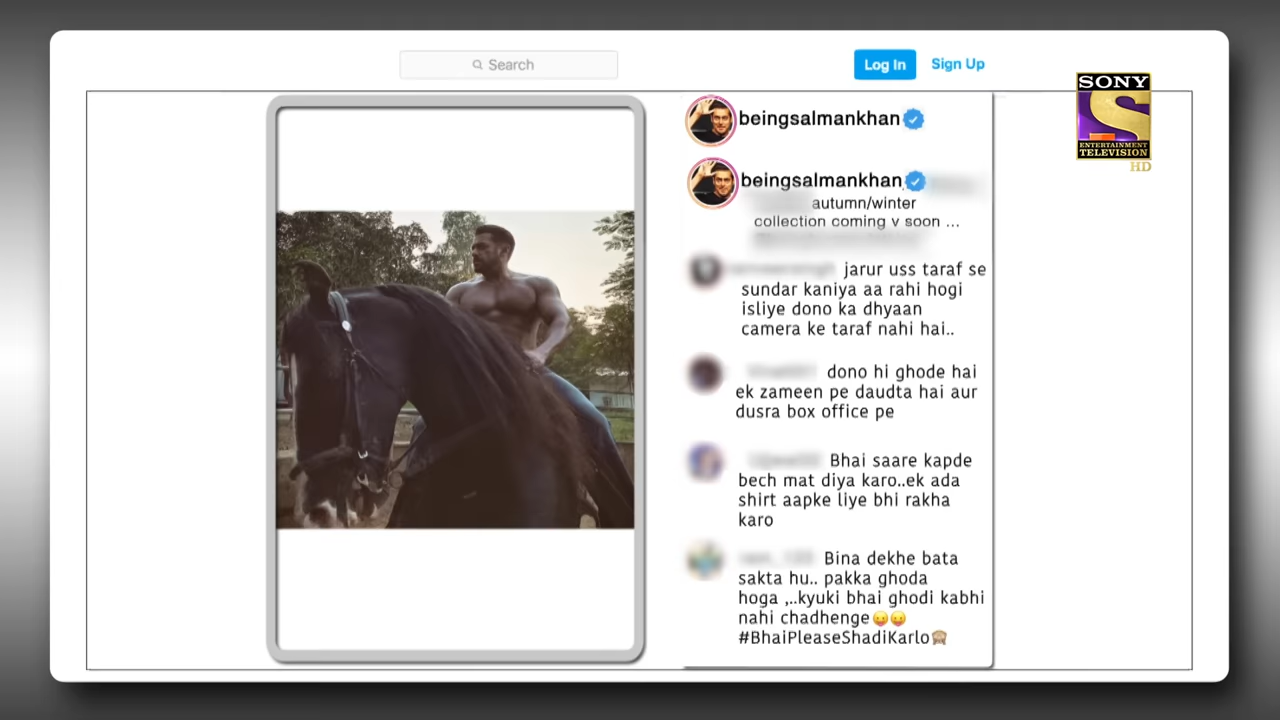 Search
Log In
Sign Up
SONY
S
ENTERTAINMENT
TELEVISION
HD
beingsalmankhan
beingsalmankhan
autumn/winter
collection coming v soon ...
jarur uss taraf se
sundar kaniya aa rahi hogi
isliye dono ka dhyaan
camera ke taraf nahi hai..
dono hi ghode hai
ek zameen pe daudta hai aur
dusra box office pe
Bhai saare kapde
bech mat diya karo..ek ada
shirt aapke liye bhi rakha
karo
Bina dekhe bata
sakta hu.. pakka ghoda
hoga ,..kyuki bhai ghodi kabhi
nahi chadhenge😛😛
#BhaiPleaseShadiKarlo🙈